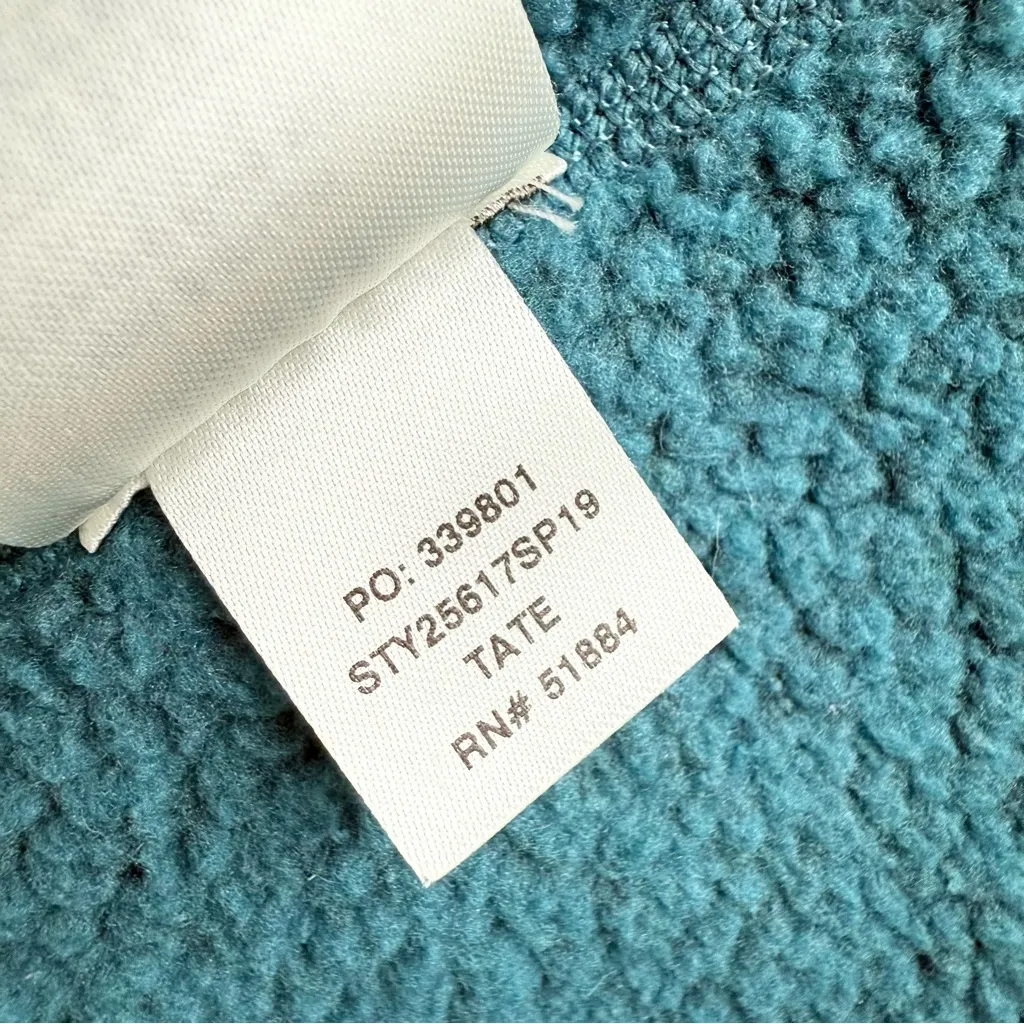 PO: 339801
STY25617SP19
TATE
RN# 51884